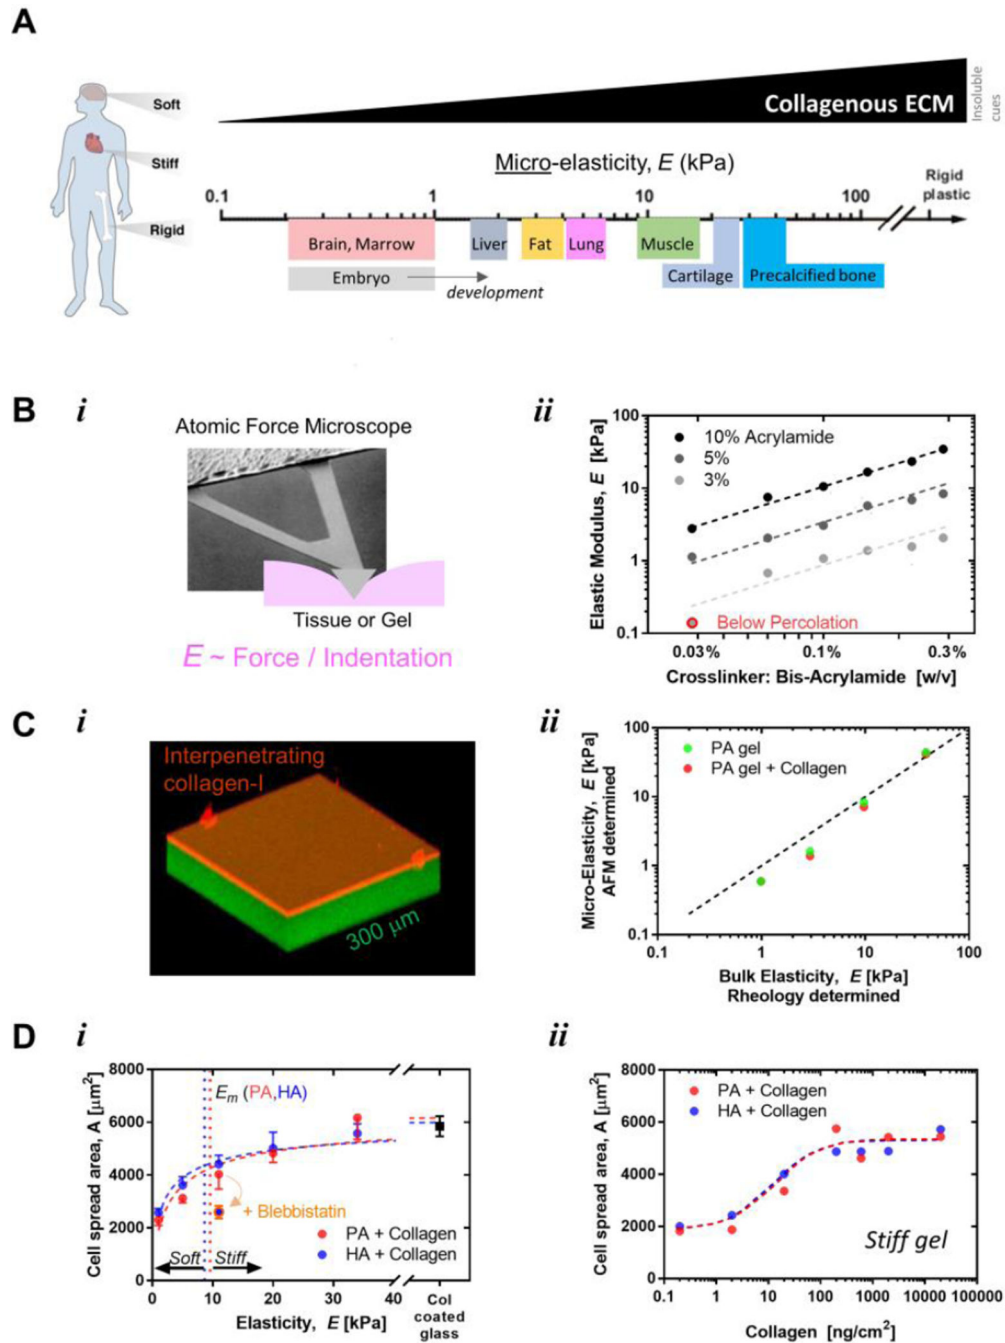 A
Soft
Stiff
Rigid
Collagenous ECM
Insoluble
cues
Micro-elasticity, E (kPa)
0.1
1
10
100
Rigid
plastic
Brain, Marrow
Liver
Fat
Lung
Muscle
Embryo
development
Cartilage
Precalcified bone
B
i
Atomic Force Microscope
Tissue or Gel
E ~ Force / Indentation
ii
Elastic Modulus, E [kPa]
100
10
1
0.1
10% Acrylamide
5%
3%
Below Percolation
0.03%
0.1%
0.3%
Crosslinker: Bis-Acrylamide [w/v]
C
i
Interpenetrating
collagen-I
300 µm
ii
Micro-Elasticity, E [kPa]
AFM determined
100
10
1
0.1
PA gel
PA gel + Collagen
0.1
1
10
100
Bulk Elasticity, E [kPa]
Rheology determined
D
i
Cell spread area, A [µm²]
8000
6000
4000
2000
0
Em (PA,HA)
+ Blebbistatin
PA + Collagen
HA + Collagen
Soft
Stiff
0
10
20
30
40
Col
coated
glass
Elasticity, E [kPa]
ii
Cell spread area, A [µm²]
8000
6000
4000
2000
0
PA + Collagen
HA + Collagen
Stiff gel
0.1
1
10
100
1000
10000
100000
Collagen [ng/cm²]